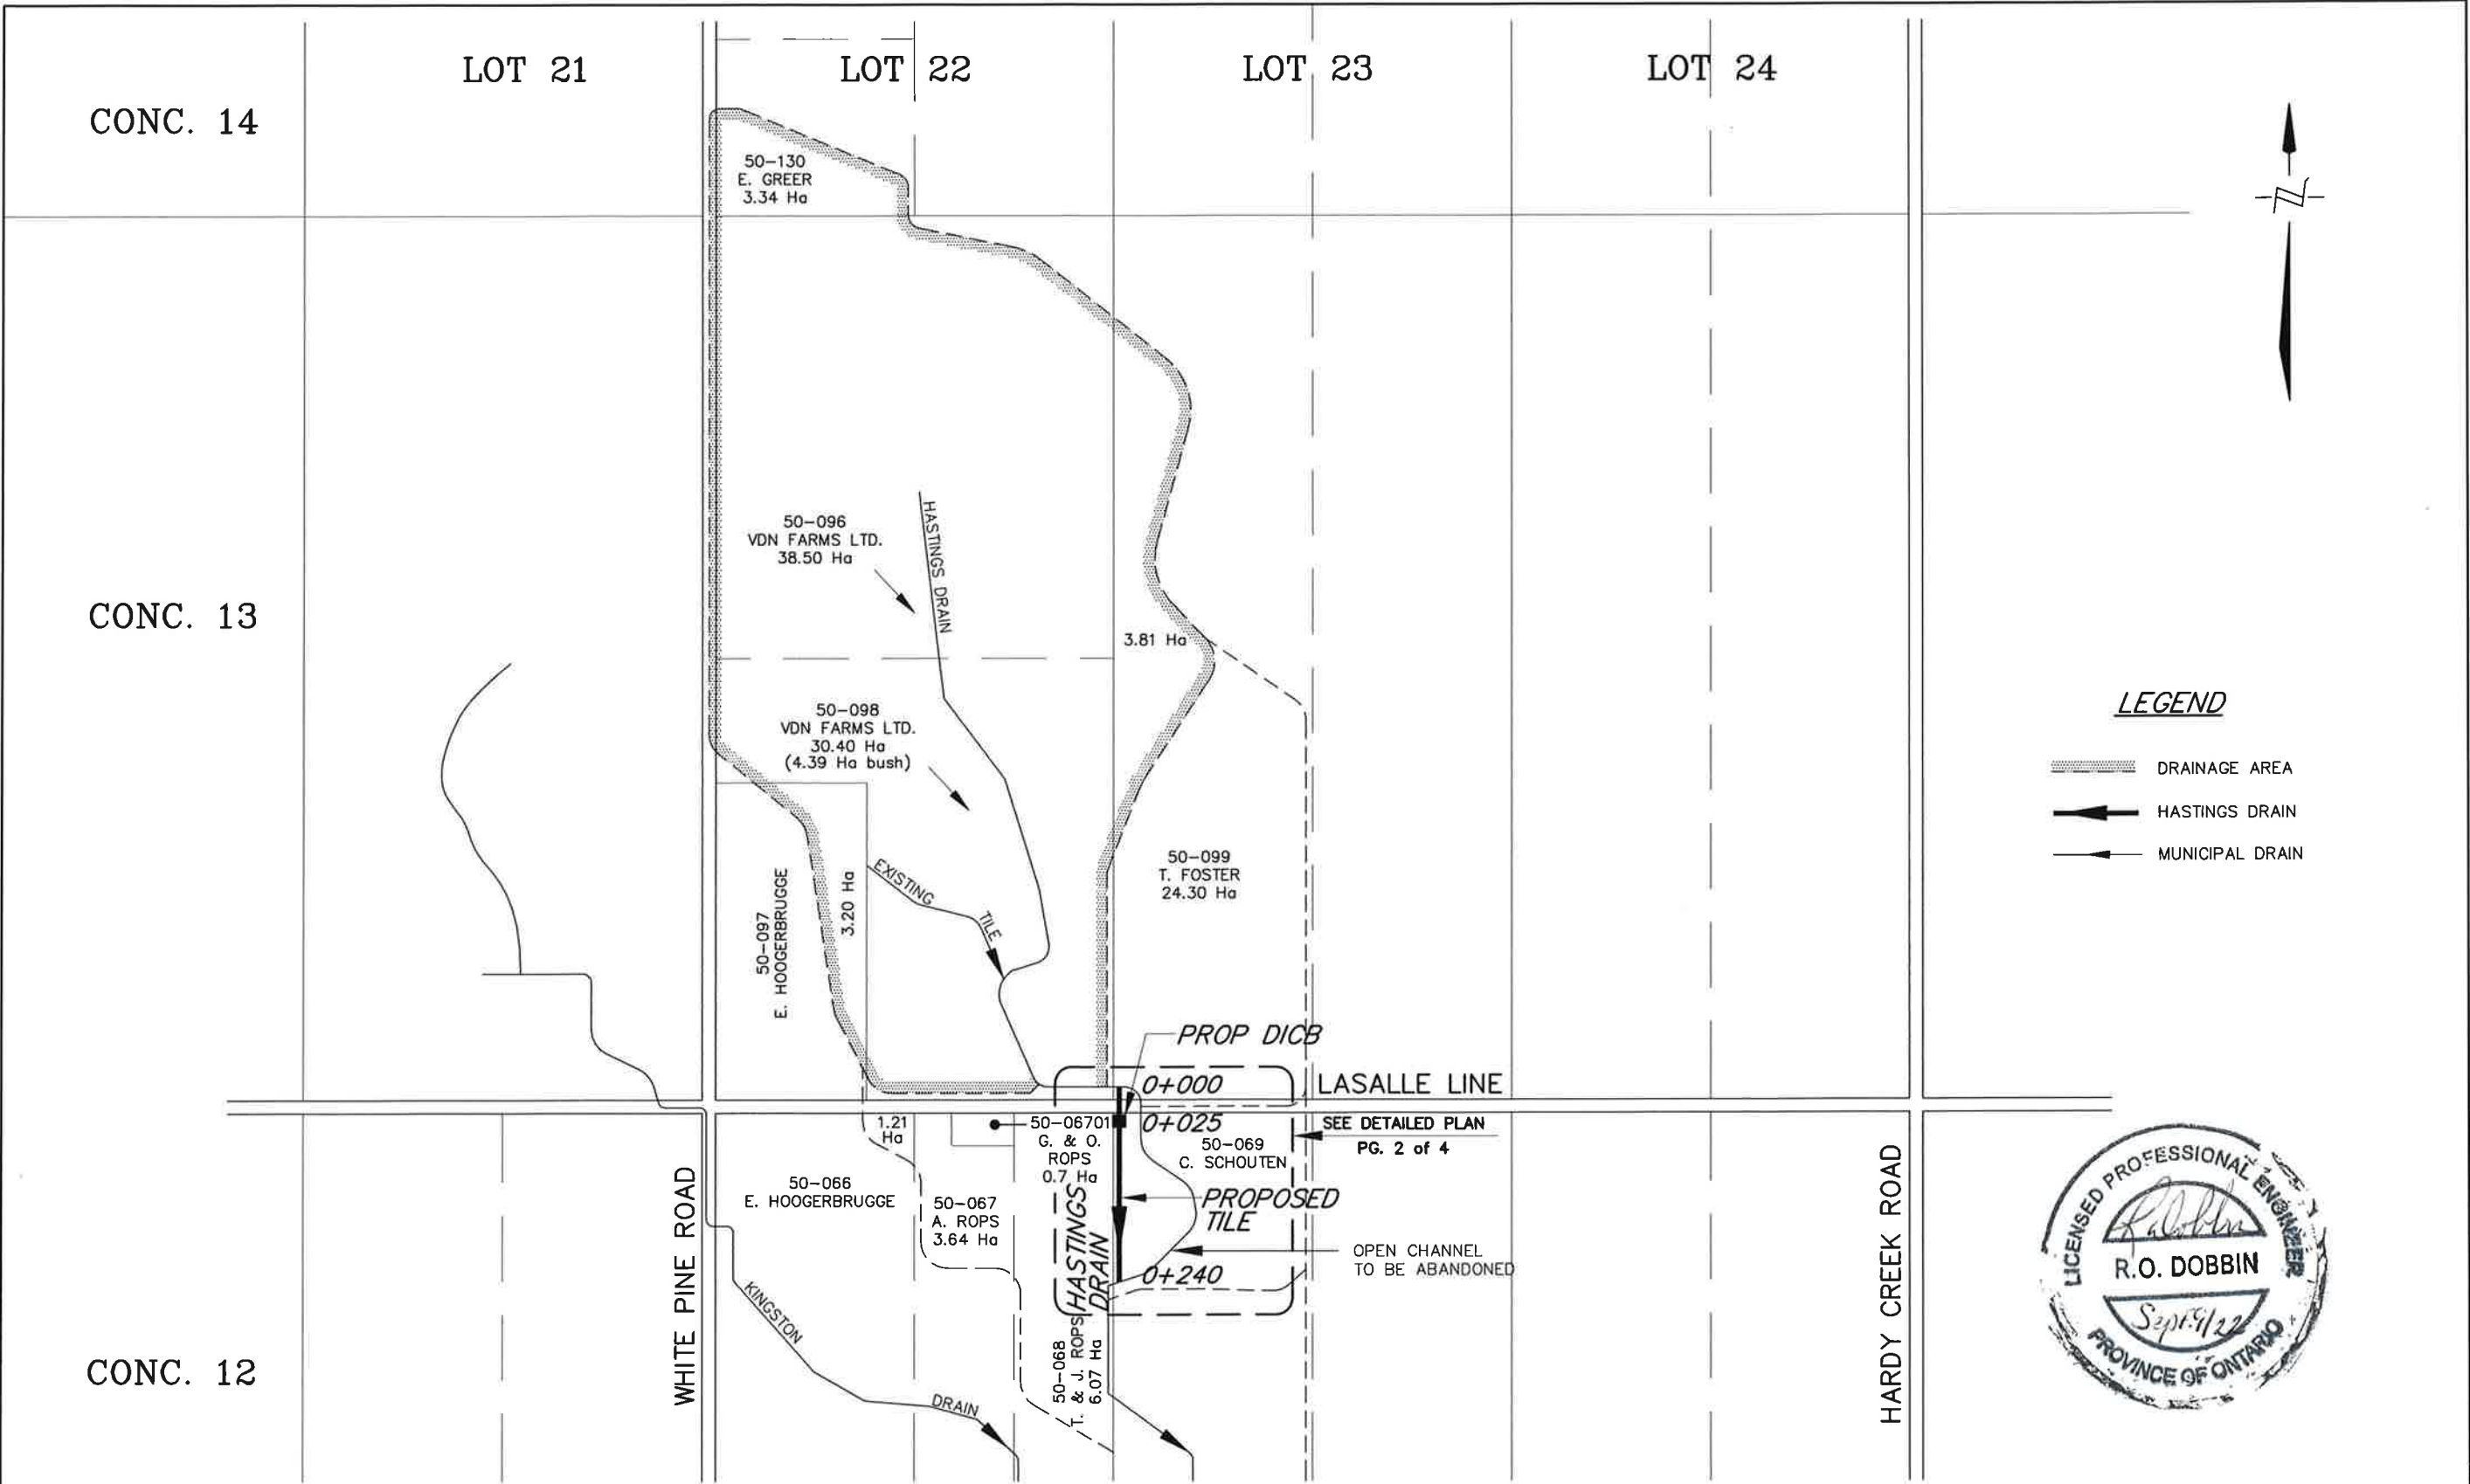 LOT 21
LOT 22
LOT 23
LOT 24
CONC. 14
50-130
E. GREER
3.34 Ha
N
50-096
VDN FARMS LTD.
38.50 Ha
HASTINGS DRAIN
CONC. 13
3.81 Ha
50-098
VDN FARMS LTD.
30.40 Ha
(4.39 Ha bush)
LEGEND
DRAINAGE AREA
HASTINGS DRAIN
MUNICIPAL DRAIN
50-099
T. FOSTER
24.30 Ha
EXISTING
TILE
3.20 Ha
50-097
E. HOOGERBRUGGE
PROP DICB
0+000
LASALLE LINE
0+025
SEE DETAILED PLAN
PG. 2 of 4
1.21
Ha
50-06701
G. & O.
ROPS
0.7 Ha
50-069
C. SCHOUTEN
50-066
E. HOOGERBRUGGE
50-067
A. ROPS
3.64 Ha
HASTINGS
DRAIN
PROPOSED
TILE
OPEN CHANNEL
TO BE ABANDONED
0+240
WHITE PINE ROAD
HARDY CREEK ROAD
KINGSTON
DRAIN
50-068
T. & J. ROPS
6.07 Ha
CONC. 12
LICENSED PROFESSIONAL ENGINEER
R.O. DOBBIN
PROVINCE OF ONTARIO